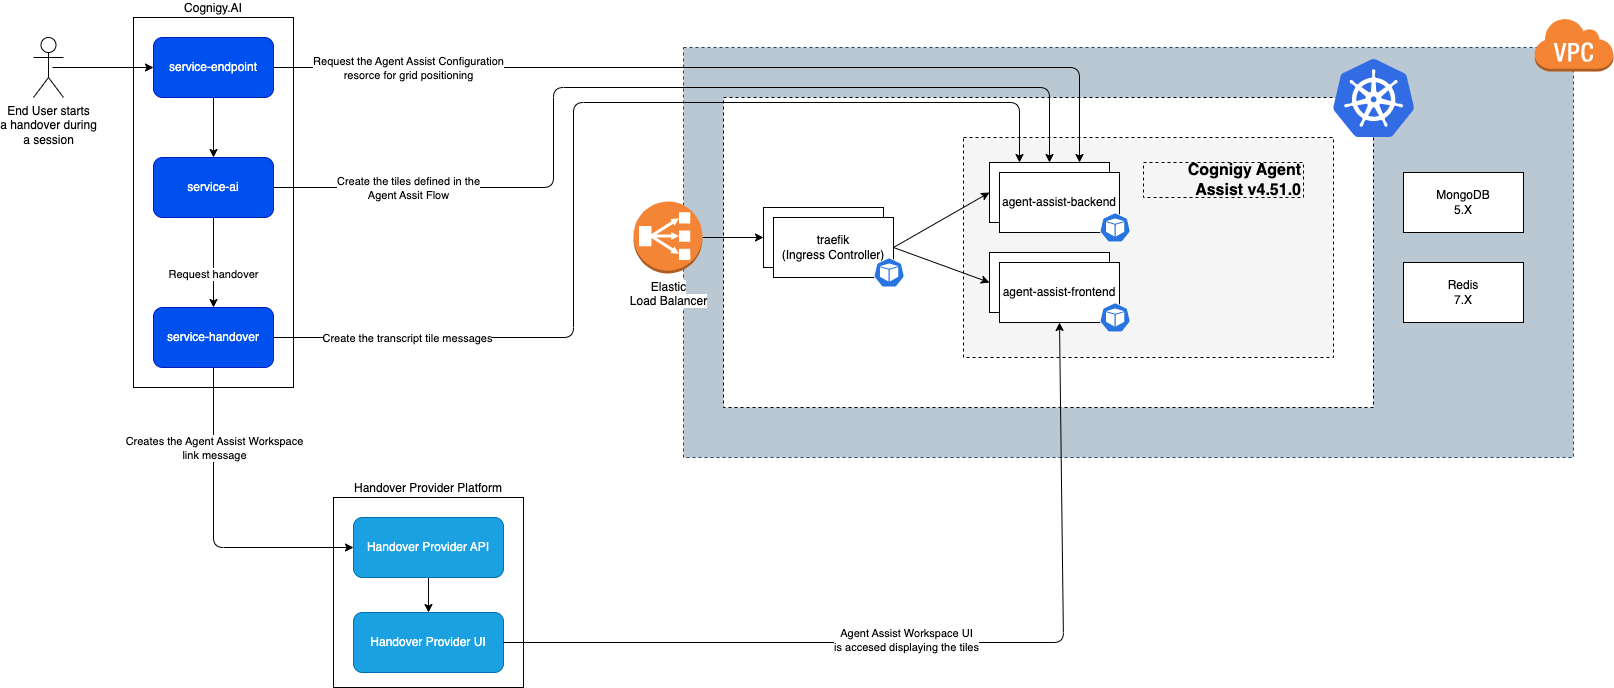 Cognigy.AI
End User starts
a handover during
a session
service-endpoint
Request the Agent Assist Configuration
resorce for grid positioning
service-ai
Create the tiles defined in the
Agent Assit Flow
Request handover
service-handover
Create the transcript tile messages
Creates the Agent Assist Workspace
link message
Handover Provider Platform
Handover Provider API
Handover Provider UI
Agent Assist Workspace UI
is accesed displaying the tiles
VPC
Elastic
Load Balancer
traefik
(Ingress Controller)
Cognigy Agent
Assist v4.51.0
agent-assist-backend
agent-assist-frontend
MongoDB
5.X
Redis
7.X